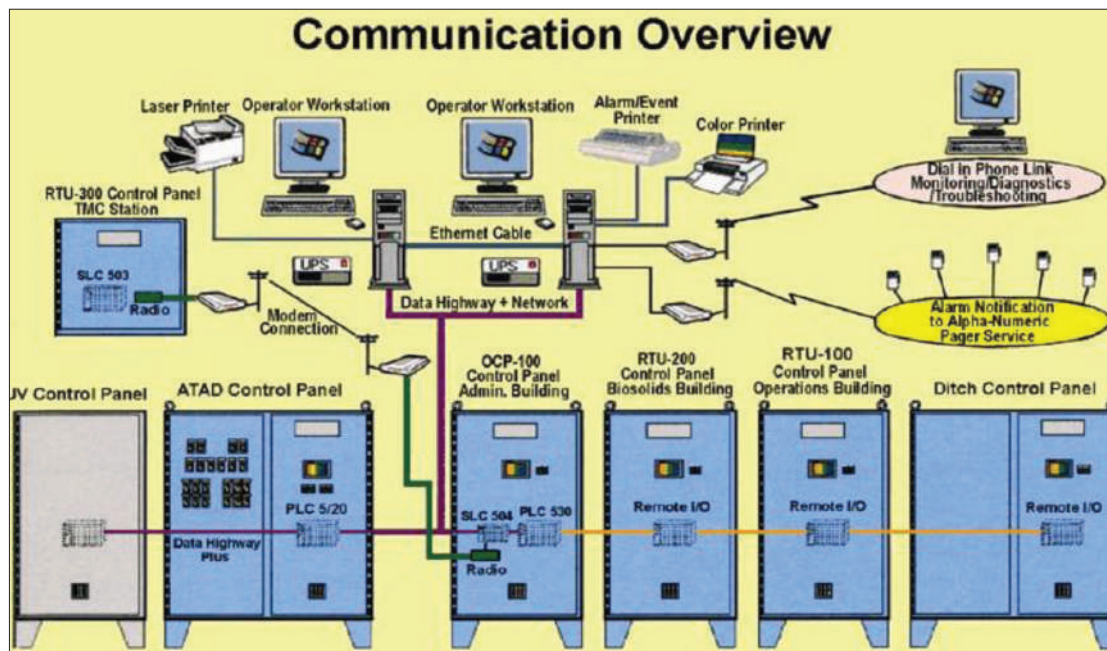 Communication Overview
Laser Printer
Operator Workstation
Operator Workstation
Alarm/Event
Printer
Color Printer
Dial in Phone Link
Monitoring/Diagnostics
/Troubleshooting
RTU-300 Control Panel
TMC Station
SLC 503
Radio
UPS
Ethernet Cable
UPS
Data Highway + Network
Modem
Connection
Alarm Notification
to Alpha-Numeric
Pager Service
UV Control Panel
ATAD Control Panel
OCP-100
Control Panel
Admin. Building
RTU-200
Control Panel
Biosolids Building
RTU-100
Control Panel
Operations Building
Ditch Control Panel
PLC 5/20
Data Highway
Plus
SLC 504
PLC 530
Radio
Remote I/O
Remote I/O
Remote I/O